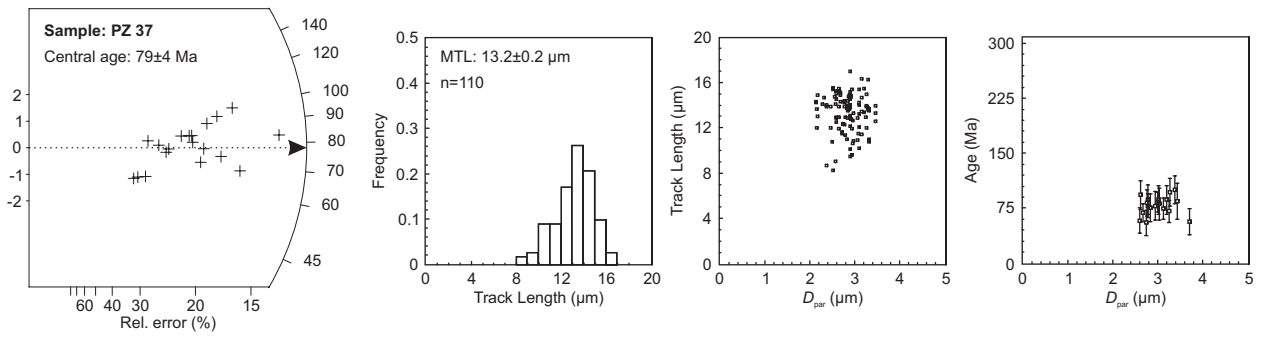 Sample: PZ 37
Central age: 79±4 Ma
2
1
0
-1
-2
140
120
100
90
80
70
60
45
60 40 30 20 15
Rel. error (%)
0.5
0.4
0.3
0.2
0.1
0
Frequency
MTL: 13.2±0.2 µm
n=110
0 4 8 12 16 20
Track Length (µm)
20
16
12
8
4
0
Track Length (µm)
0 1 2 3 4 5
Dpar (µm)
300
225
150
75
0
Age (Ma)
0 1 2 3 4 5
Dpar (µm)